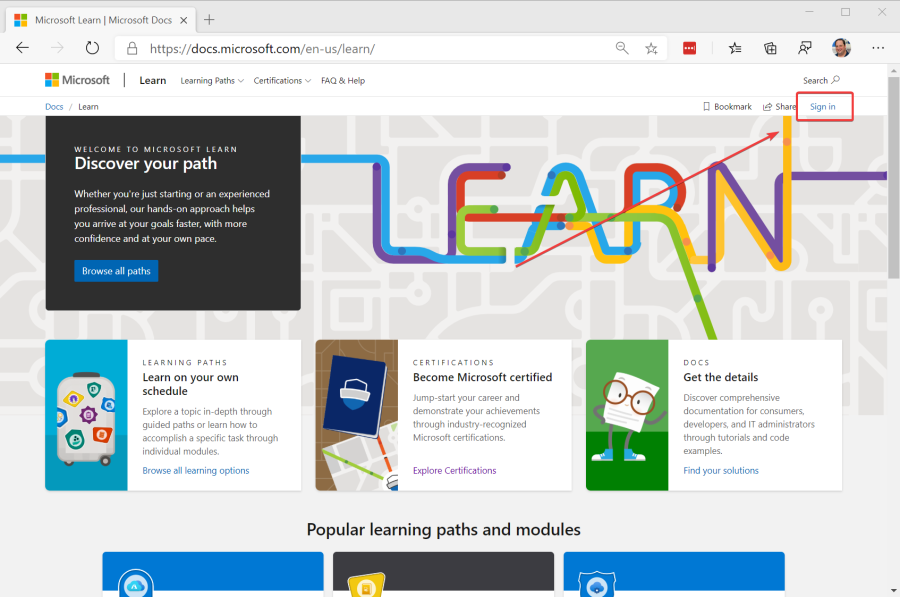 Microsoft Learn | Microsoft Docs
https://docs.microsoft.com/en-us/learn/
Microsoft
Learn
Learning Paths
Certifications
FAQ & Help
Search
Docs / Learn
Bookmark
Share
Sign in
WELCOME TO MICROSOFT LEARN
Discover your path
Whether you're just starting or an experienced
professional, our hands-on approach helps
you arrive at your goals faster, with more
confidence and at your own pace.
Browse all paths
LEARN
LEARNING PATHS
Learn on your own
schedule
Explore a topic in-depth through
guided paths or learn how to
accomplish a specific task through
individual modules.
Browse all learning options
CERTIFICATIONS
Become Microsoft certified
Jump-start your career and
demonstrate your achievements
through industry-recognized
Microsoft certifications.
Explore Certifications
DOCS
Get the details
Discover comprehensive
documentation for consumers,
developers, and IT administrators
through tutorials and code
examples.
Find your solutions
Popular learning paths and modules